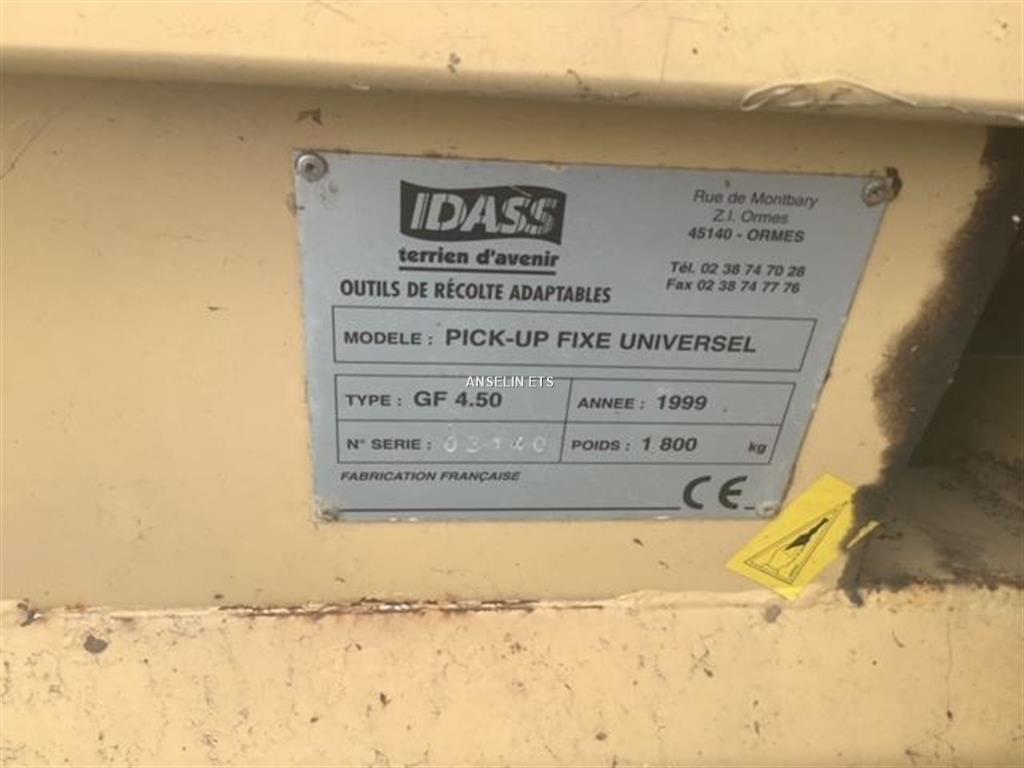 IDASS
terrien d'avenir
OUTILS DE RÉCOLTE ADAPTABLES
Rue de Montbary
Z.I. Ormes
45140 - ORMES
Tél. 02 38 74 70 28
Fax 02 38 74 77 76
MODELE : PICK-UP FIXE UNIVERSEL
ANSELIN ETS
TYPE : GF 4.50 ANNEE : 1999
N° SERIE : 03140 POIDS : 1 800 kg
FABRICATION FRANÇAISE
CE